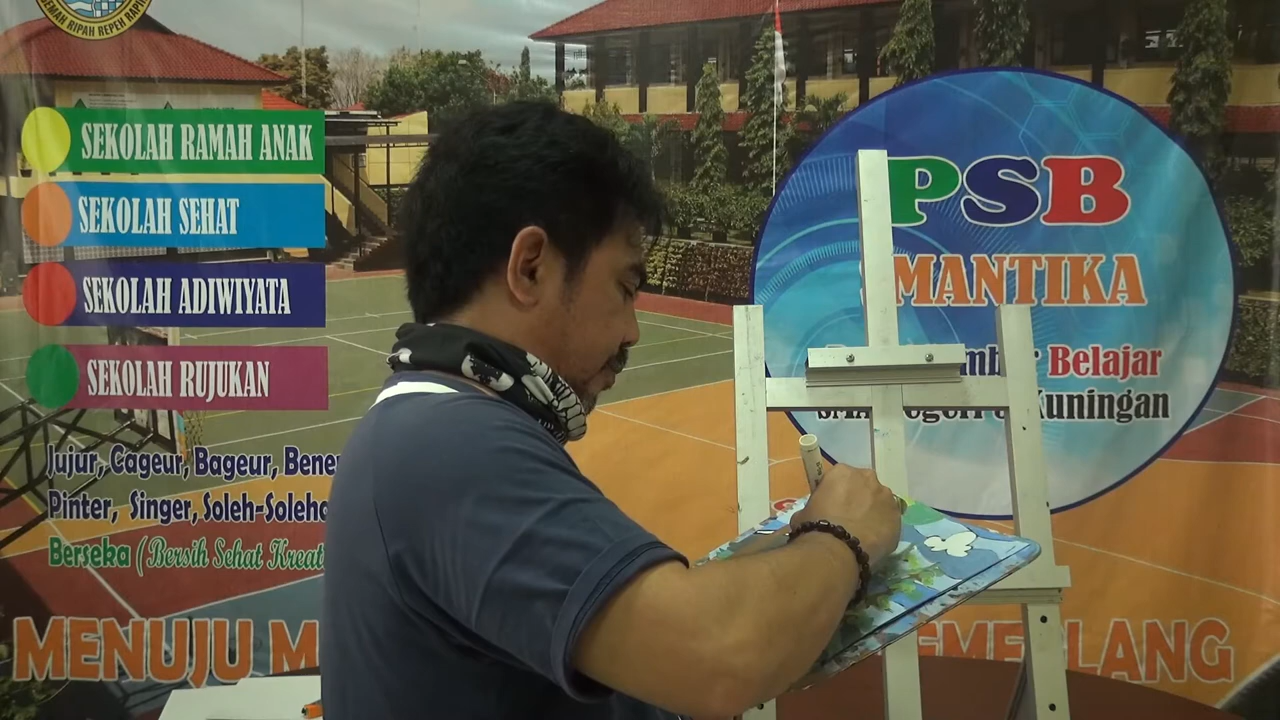 SEKOLAH RAMAH ANAK
SEKOLAH SEHAT
SEKOLAH ADIWIYATA
SEKOLAH RUJUKAN
Jujur, Cageur, Bageur, Bener
Pinter, Singer, Soleh-Soleha
Berseka (Bersih Sehat Kreat
MENUJU M
EMERLANG
PSB
MANTIKA
Belajar
Kuningan